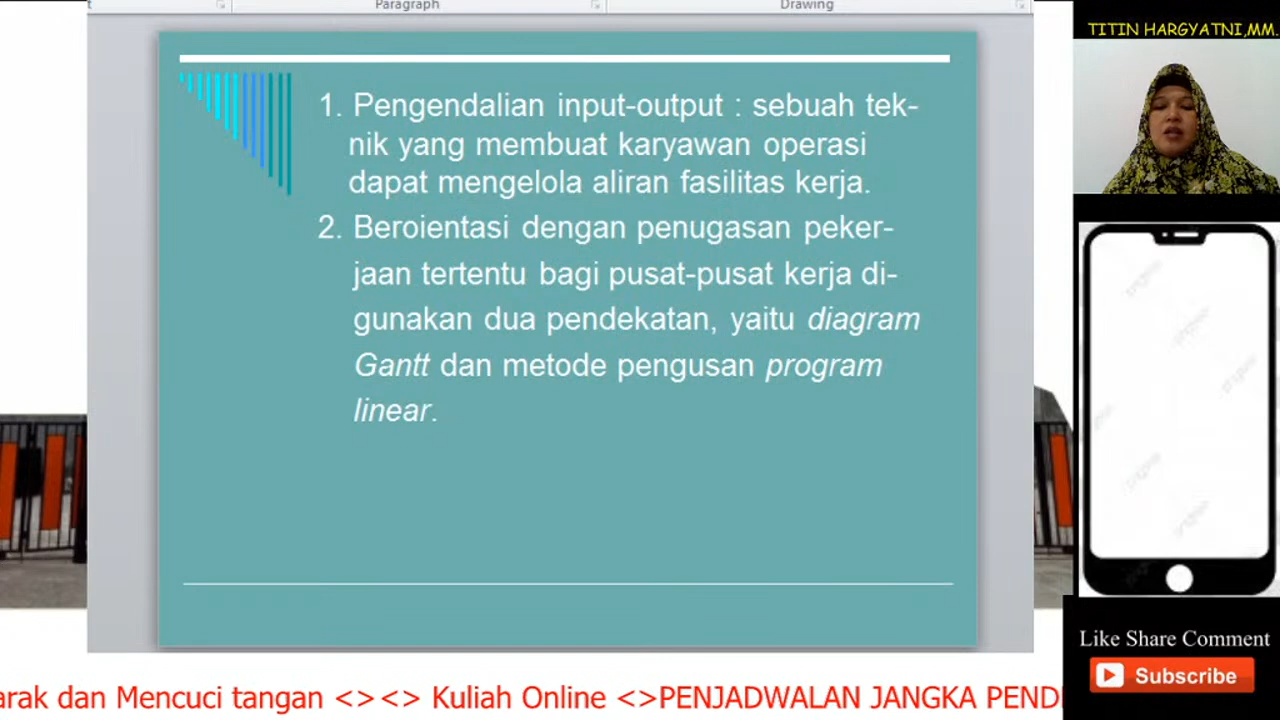 Paragraph
Drawing
TITIN HARGYATNI,MM.
1. Pengendalian input-output : sebuah tek-
nik yang membuat karyawan operasi
dapat mengelola aliran fasilitas kerja.
2. Beroientasi dengan penugasan peker-
jaan tertentu bagi pusat-pusat kerja di-
gunakan dua pendekatan, yaitu diagram
Gantt dan metode pengusan program
linear.
Like Share Comment
Subscribe
arak dan Mencuci tangan <><> Kuliah Online <>PENJADWALAN JANGKA PEND